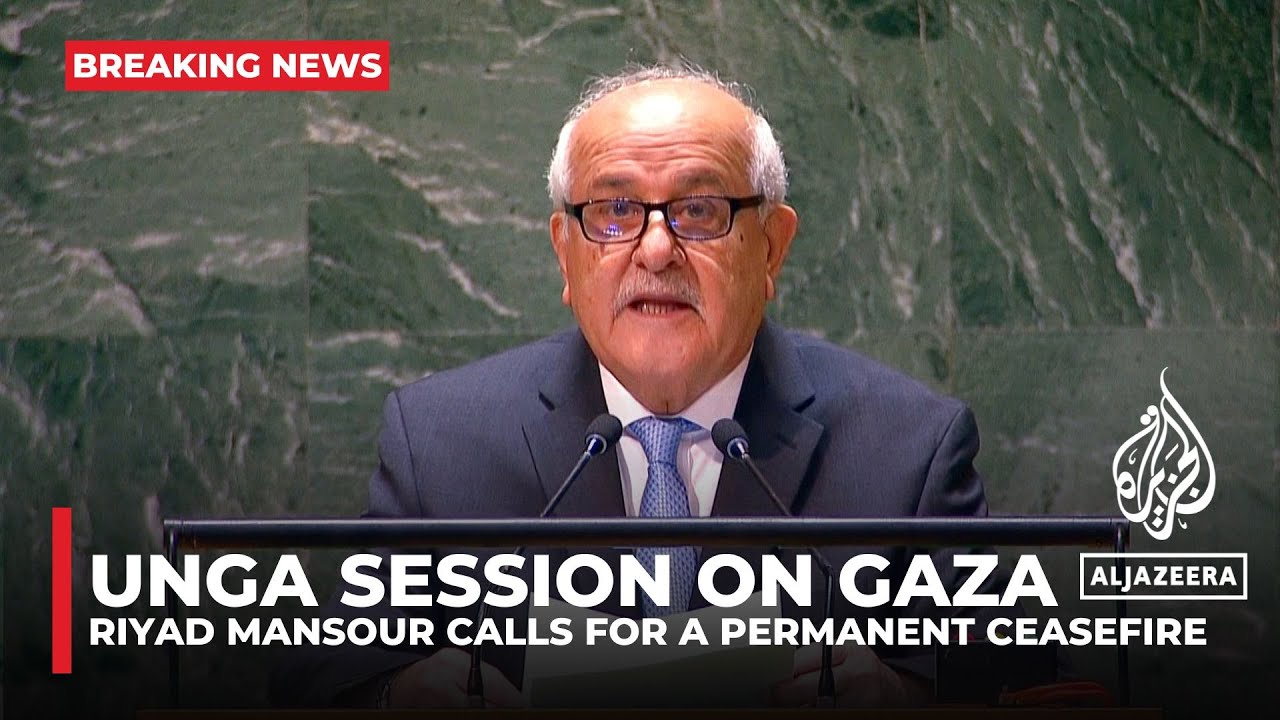 BREAKING NEWS
الجزيرة
UNGA SESSION ON GAZA
ALJAZEERA
RIYAD MANSOUR CALLS FOR A PERMANENT CEASEFIRE